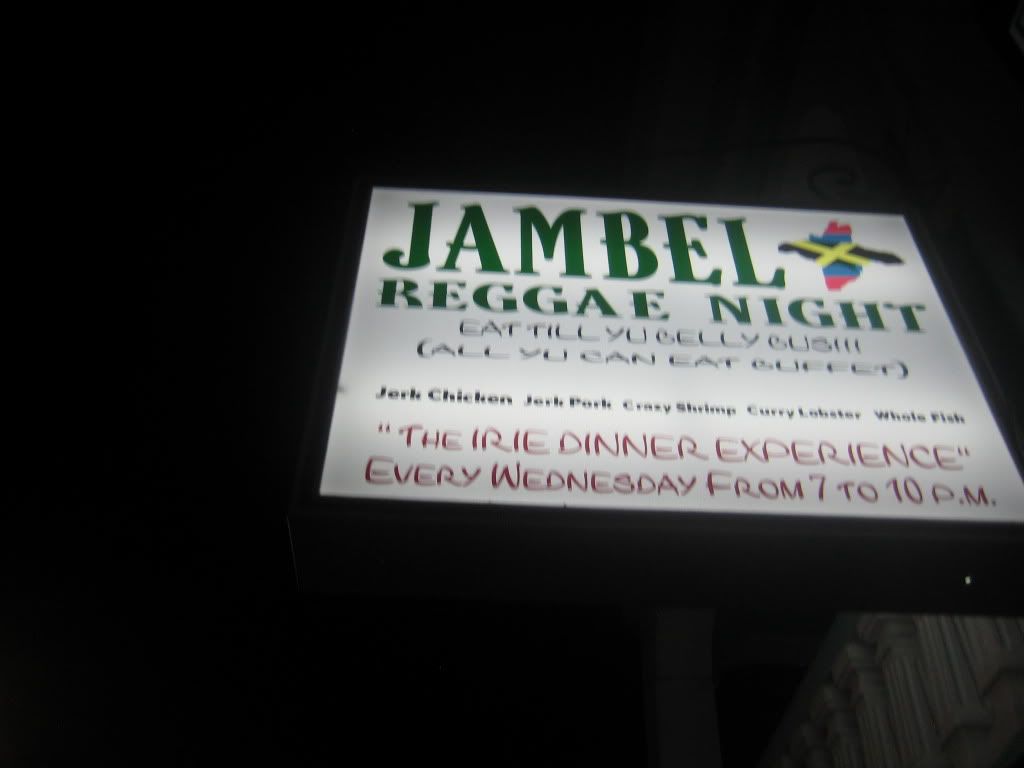 JAMBEL
REGGAE NIGHT
EAT TILL YU BELLY BUS!!!
(ALL YU CAN EAT BUFFET)
Jerk Chicken Jerk Pork Crazy Shrimp Curry Lobster Whole Fish
"THE IRIE DINNER EXPERIENCE"
EVERY WEDNESDAY FROM 7 TO 10 P.M.